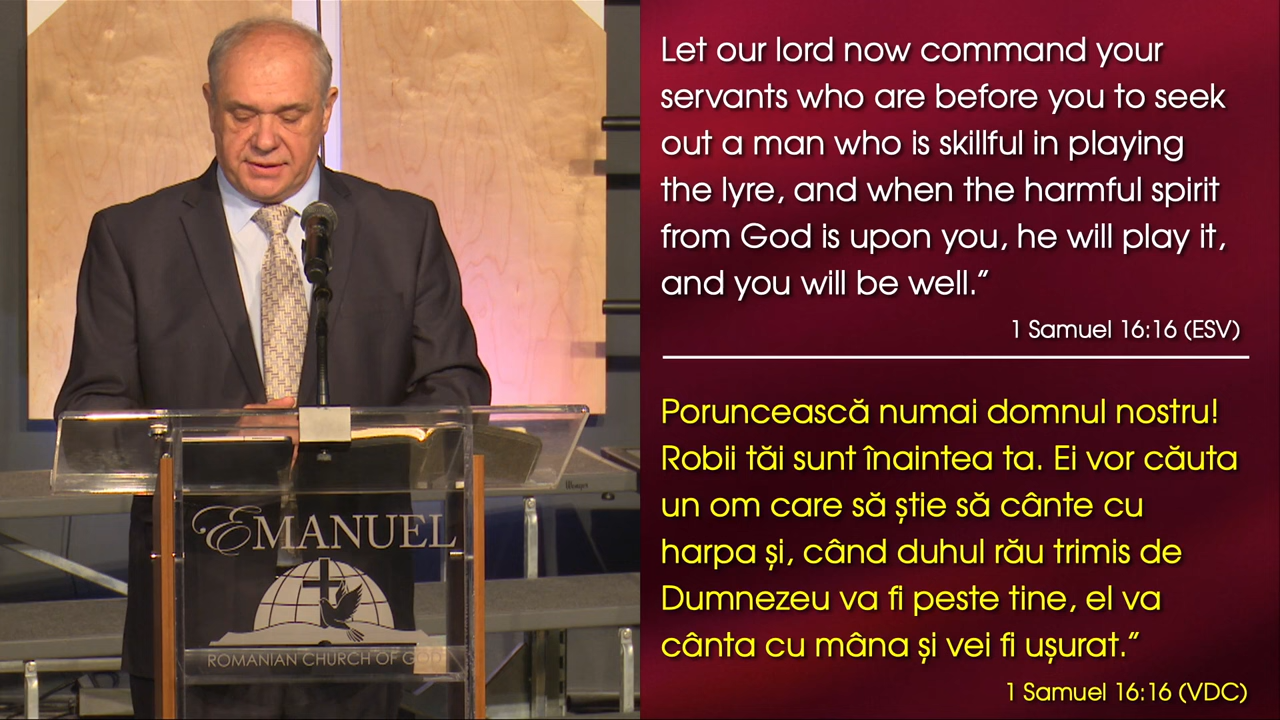 Let our lord now command your
servants who are before you to seek
out a man who is skillful in playing
the lyre, and when the harmful spirit
from God is upon you, he will play it,
and you will be well.”
1 Samuel 16:16 (ESV)
Poruncească numai domnul nostru!
Robii tăi sunt înaintea ta. Ei vor căuta
un om care să știe să cânte cu
harpa și, când duhul rău trimis de
Dumnezeu va fi peste tine, el va
cânta cu mâna și vei fi ușurat.”
1 Samuel 16:16 (VDC)
EMANUEL
ROMANIAN CHURCH OF GOD